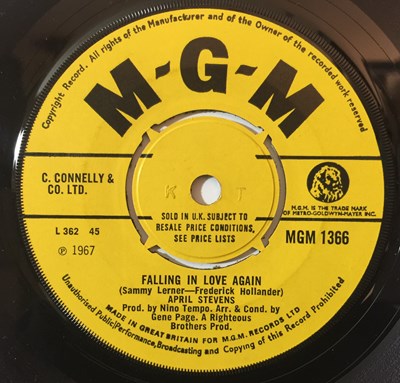 Copyright Record. All rights of the Manufacturer and of the Owner of the recorded work reserved
M-G-M
C. CONNELLY &
CO. LTD.
K T
SOLD IN U.K. SUBJECT TO
RESALE PRICE CONDITIONS,
SEE PRICE LISTS
M.G.M. IS THE TRADE MARK
OF METRO-GOLDWYN-MAYER INC.
L 362 45
℗ 1967
MGM 1366
FALLING IN LOVE AGAIN
(Sammy Lerner—Frederick Hollander)
APRIL STEVENS
Prod. by Nino Tempo. Arr. & Cond. by
Gene Page. A Righteous
Brothers Prod.
MADE IN GREAT BRITAIN FOR M.G.M. RECORDS LTD
Unauthorised Public/Performance, Broadcasting and Copying of this Record Prohibited